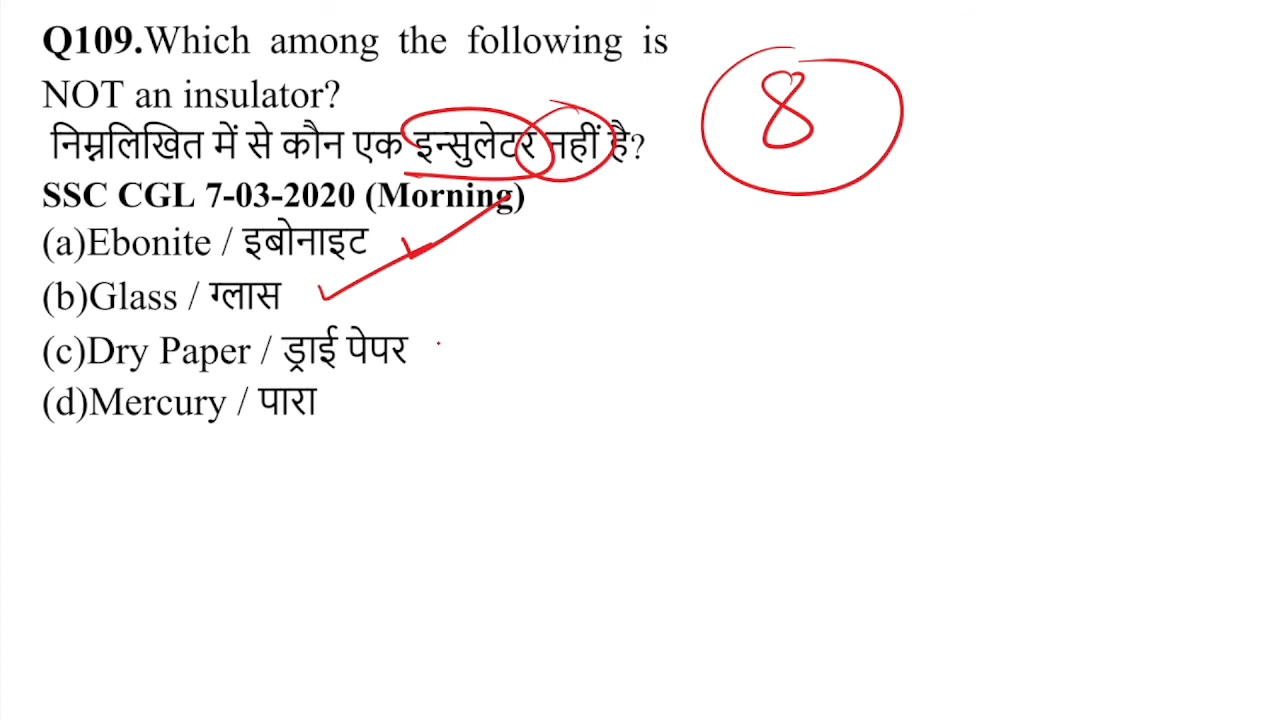 Q109.Which among the following is
NOT an insulator?
निम्नलिखित में से कौन एक इन्सुलेटर नहीं है?
SSC CGL 7-03-2020 (Morning)
(a)Ebonite / इबोनाइट
(b)Glass / ग्लास
(c)Dry Paper / ड्राई पेपर
(d)Mercury / पारा
8